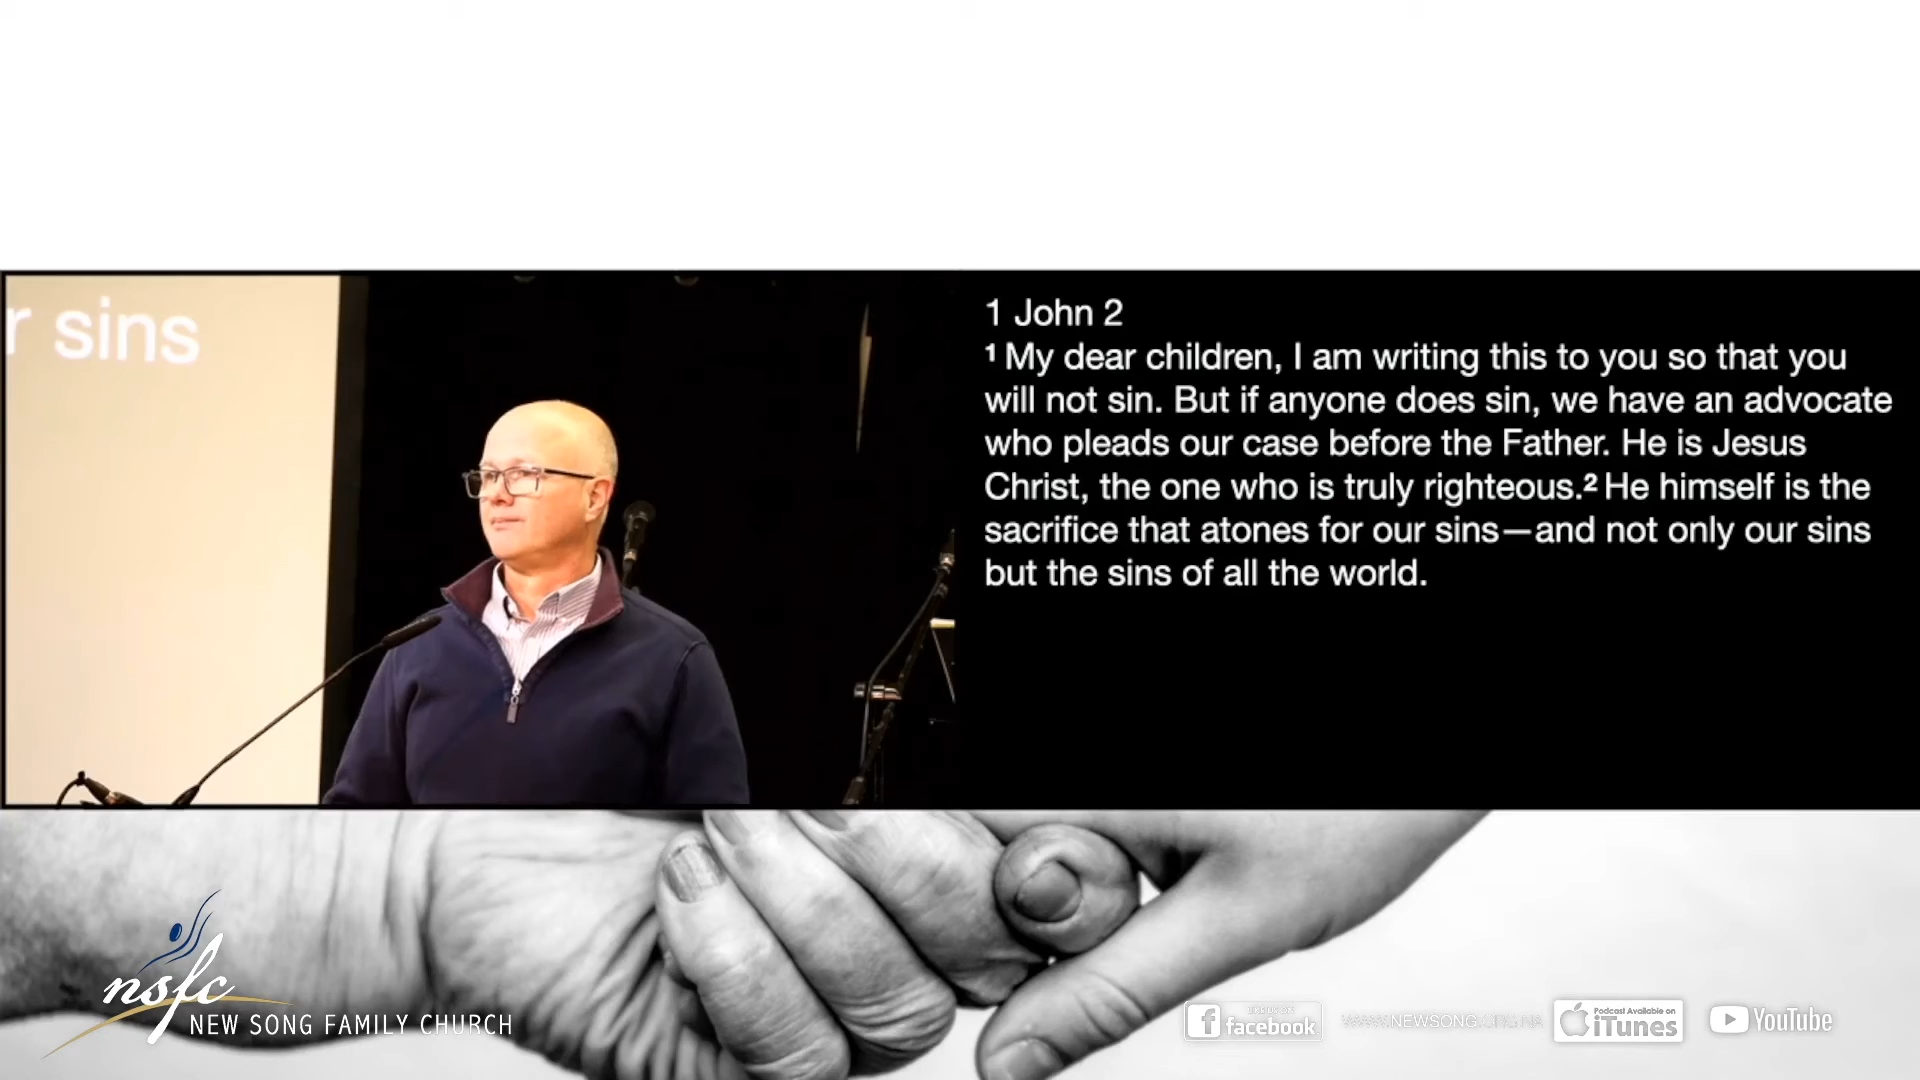 r sins
1 John 2
1 My dear children, I am writing this to you so that you
will not sin. But if anyone does sin, we have an advocate
who pleads our case before the Father. He is Jesus
Christ, the one who is truly righteous.2 He himself is the
sacrifice that atones for our sins—and not only our sins
but the sins of all the world.
nsfc
NEW SONG FAMILY CHURCH
facebook
Podcast Available on
iTunes
YouTube